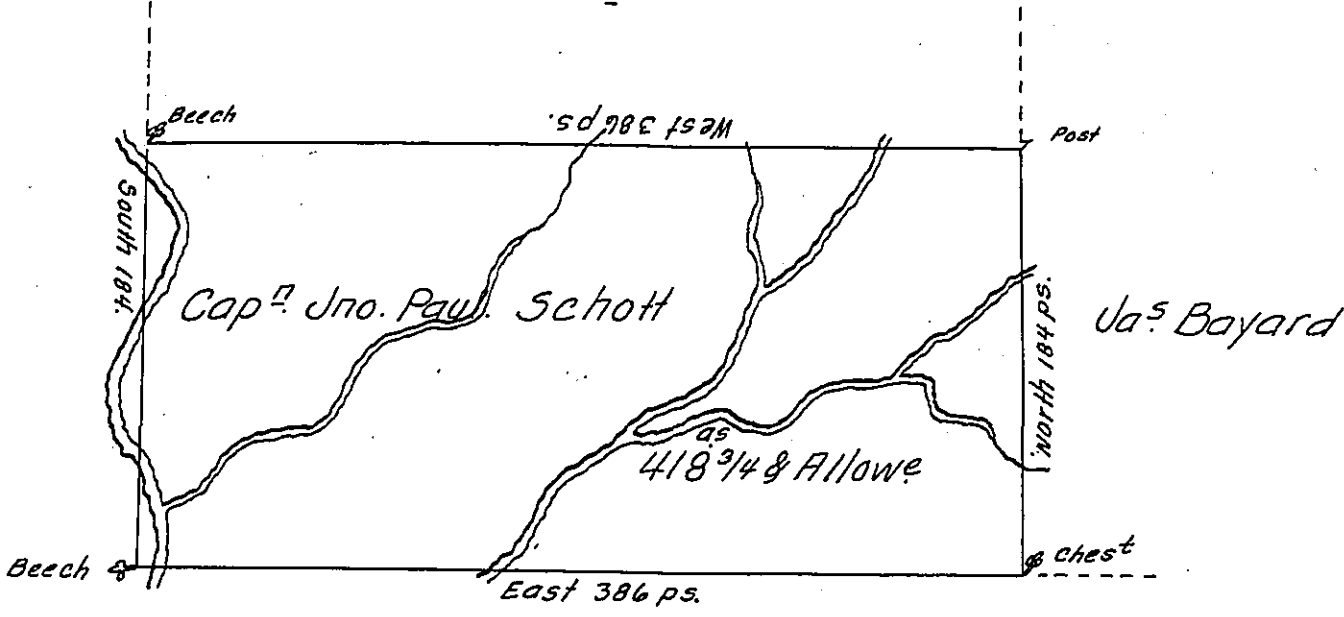 Beech
West 386 ps.
Post
South 184.
Capⁿ. Jno. Paul. Schott
North 184 ps.
Jaˢ Bayard
as
418 3/4 & Allowᵉ
Beech
Chesᵗ
East 386 ps.